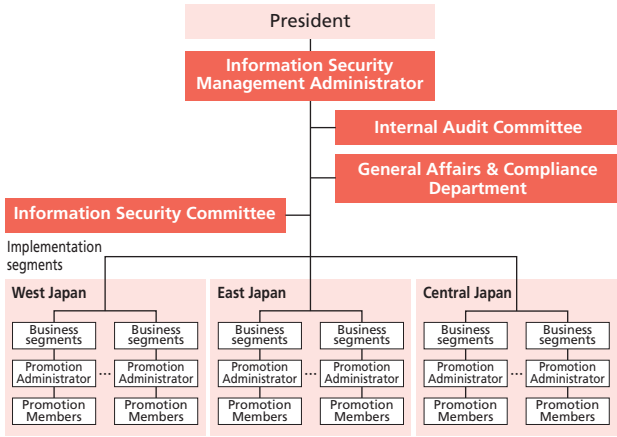 President
Information Security
Management Administrator
Internal Audit Committee
General Affairs & Compliance
Department
Information Security Committee
Implementation
segments
West Japan
Business
segments
Business
segments
Promotion
Administrator
...
Promotion
Administrator
Promotion
Members
Promotion
Members
East Japan
Business
segments
Business
segments
Promotion
Administrator
...
Promotion
Administrator
Promotion
Members
Promotion
Members
Central Japan
Business
segments
Business
segments
Promotion
Administrator
...
Promotion
Administrator
Promotion
Members
Promotion
Members